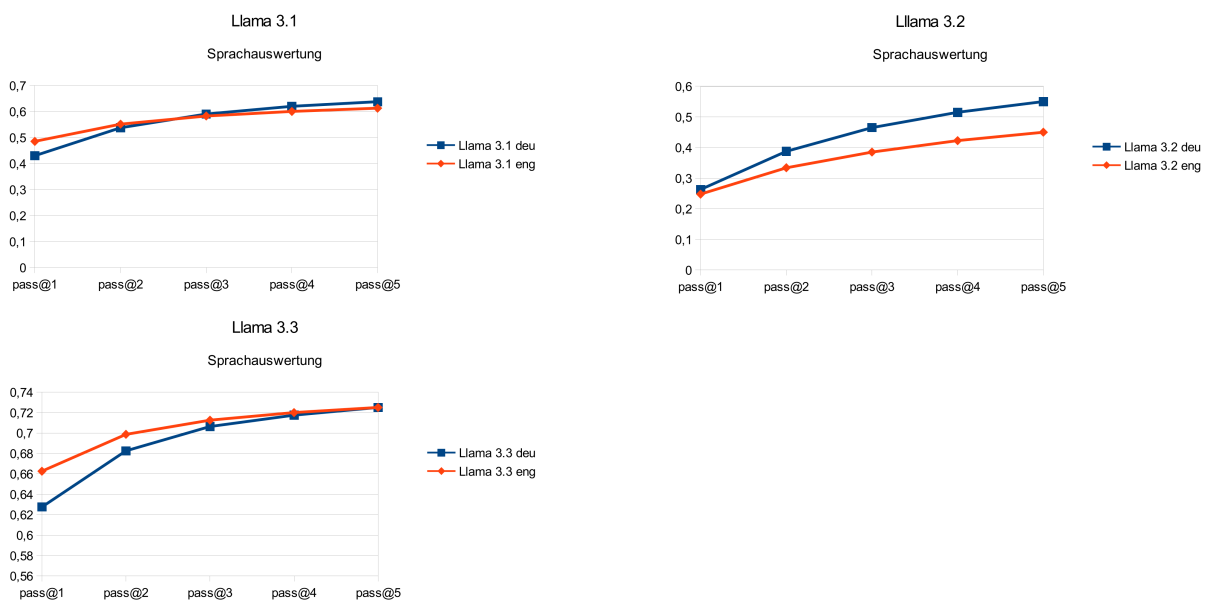 Llama 3.1
Sprachauswertung
0,7
0,6
0,5
0,4
0,3
0,2
0,1
0
pass@1 pass@2 pass@3 pass@4 pass@5
Llama 3.1 deu
Llama 3.1 eng
Lllama 3.2
Sprachauswertung
0,6
0,5
0,4
0,3
0,2
0,1
0
pass@1 pass@2 pass@3 pass@4 pass@5
Llama 3.2 deu
Llama 3.2 eng
Llama 3.3
Sprachauswertung
0,74
0,72
0,7
0,68
0,66
0,64
0,62
0,6
0,58
0,56
pass@1 pass@2 pass@3 pass@4 pass@5
Llama 3.3 deu
Llama 3.3 eng